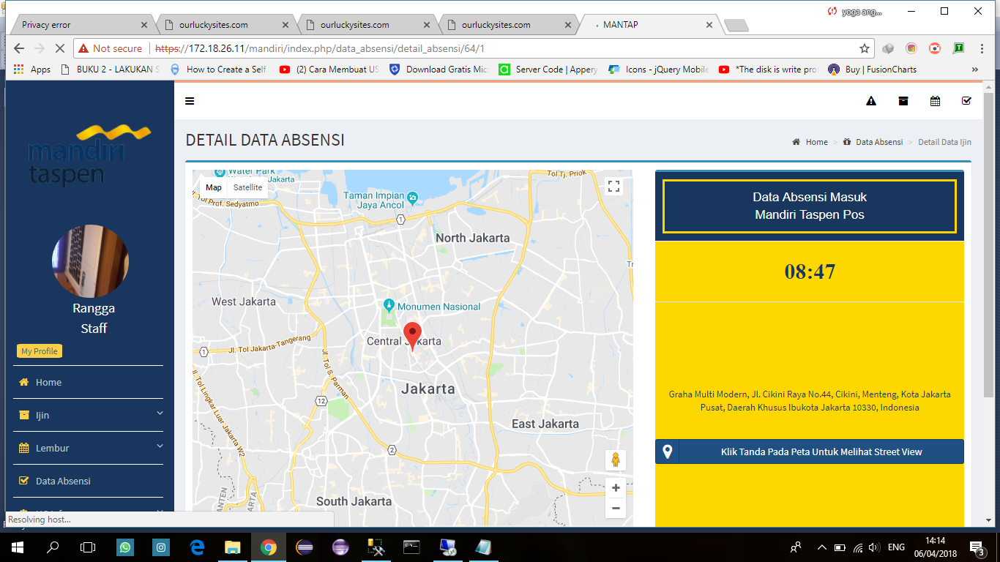 yoga ang...
Privacy error
ourluckysites.com
ourluckysites.com
ourluckysites.com
MANTAP
Not secure
https://172.18.26.11/mandiri/index.php/data_absensi/detail_absensi/64/1
Apps
BUKU 2 - LAKUKAN S
How to Create a Self
(2) Cara Membuat US
Download Gratis Micr
Server Code | Appery
Icons - jQuery Mobile
*The disk is write pro
Buy | FusionCharts
»
mandiri
taspen
Rangga
Staff
My Profile
Home
Ijin
Lembur
Data Absensi
DETAIL DATA ABSENSI
Home > Data Absensi > Detail Data Ijin
Map
Satellite
Water Park
Jakarta
Jl. Tol Prof. Sedyatmo
Taman Impian
Jaya Ancol
Tol Tj. Priok
1
North Jakarta
West Jakarta
Monumen Nasional
Central Jakarta
Jl. Tol Jakarta-Tangerang
1
Jl. Tol S. Parman
Jakarta
12
Jl. Tol Lingkar Luar Jakarta W2
East Jakarta
2
South Jakarta
Data Absensi Masuk
Mandiri Taspen Pos
08:47
Graha Multi Modern, Jl. Cikini Raya No.44, Cikini, Menteng, Kota Jakarta
Pusat, Daerah Khusus Ibukota Jakarta 10330, Indonesia
Klik Tanda Pada Peta Untuk Melihat Street View
Resolving host...
ENG
14:14
06/04/2018
3